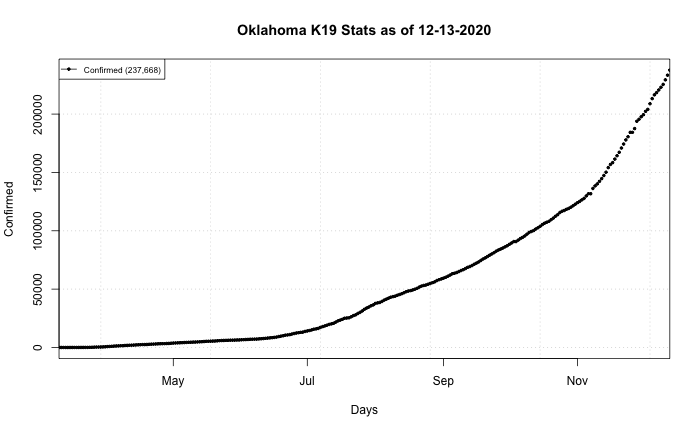 Oklahoma K19 Stats as of 12-13-2020
Confirmed (237,668)
Confirmed
200000
150000
100000
50000
0
May Jul Sep Nov
Days